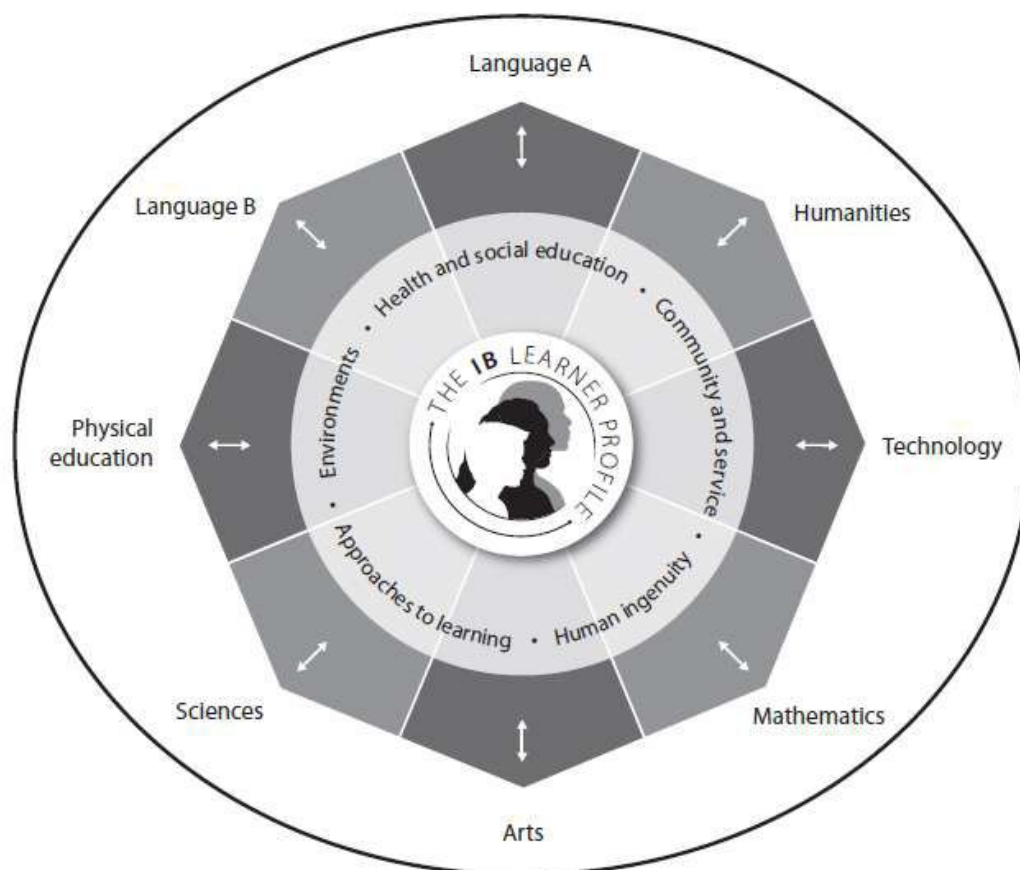 Language A
Language B
Humanities
Health and social education
•
Community and service
•
Environments
•
THE IB LEARNER PROFILE
Physical
education
Technology
•
Approaches to learning
•
Human ingenuity
Sciences
Mathematics
Arts